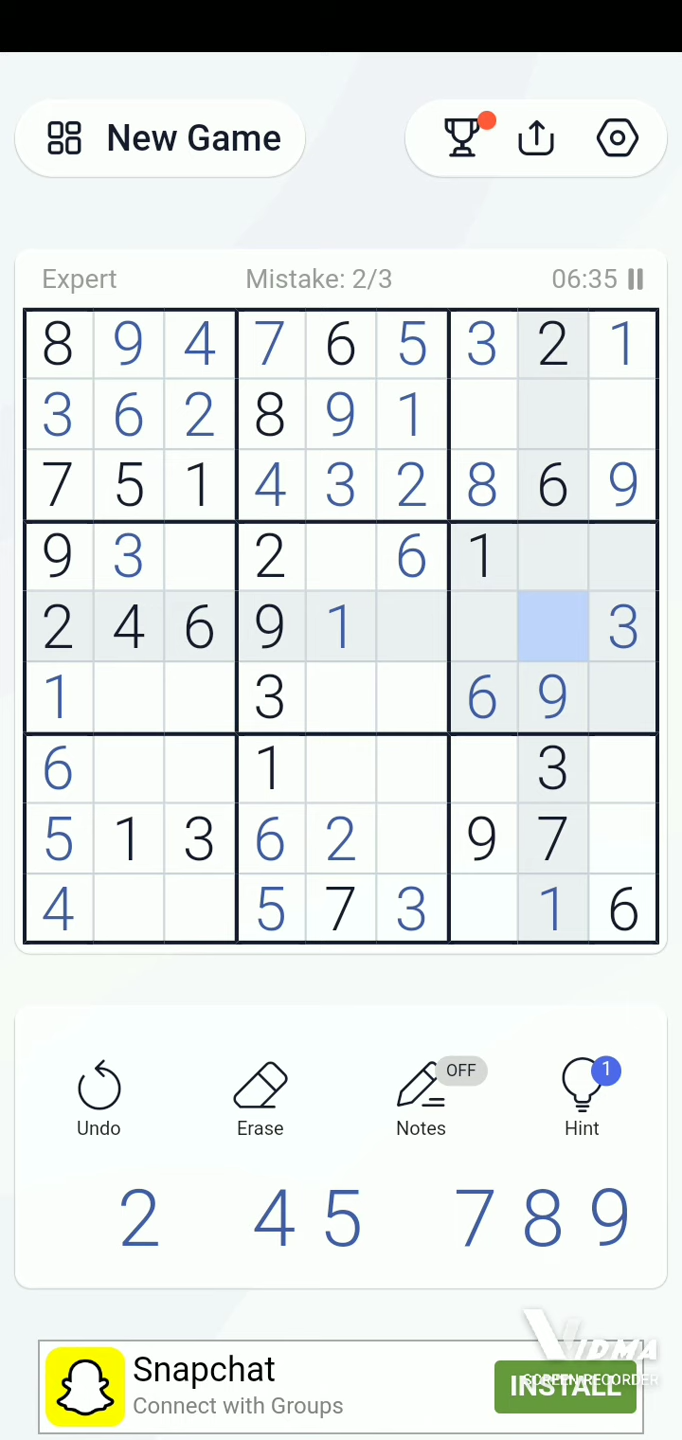 New Game
Expert Mistake: 2/3 06:35
8 9 4 7 6 5 3 2 1
3 6 2 8 9 1
7 5 1 4 3 2 8 6 9
9 3 2 6 1
2 4 6 9 1 3
1 3 6 9
6 1 3
5 1 3 6 2 9 7
4 5 7 3 1 6
OFF 1
Undo Erase Notes Hint
2 4 5 7 8 9
VIDMA
SCREEN RECORDER
Snapchat
Connect with Groups
INSTALL